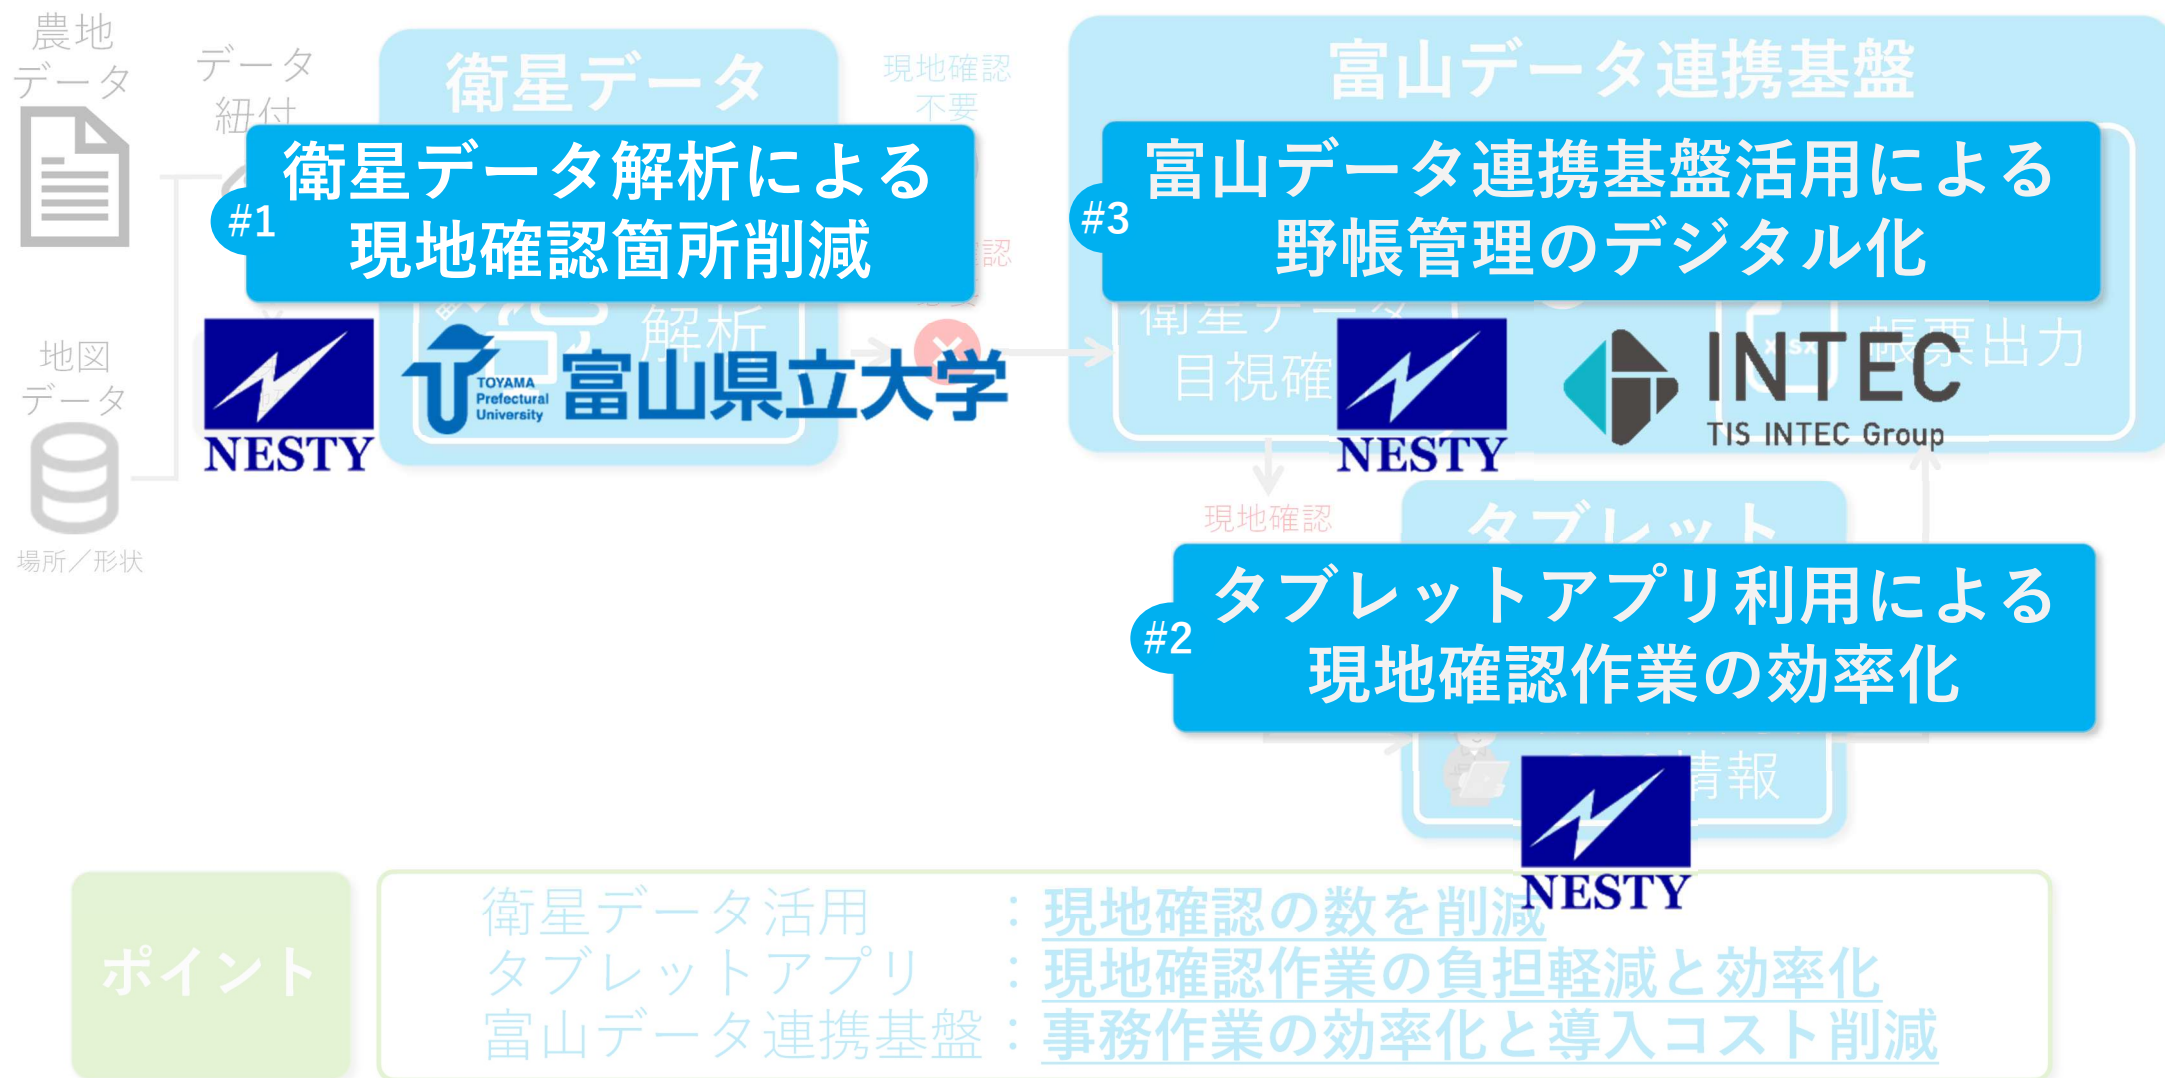 農地
データ
データ
紐付
地図
データ
場所／形状
衛星データ
#1
衛星データ解析による
現地確認箇所削減
解析
NESTY
TOYAMA
Prefectural
University
富山県立大学
現地確認
不要
富山データ連携基盤
#3
富山データ連携基盤活用による
野帳管理のデジタル化
衛星データ
目視確
帳票出力
NESTY
INTEC
TIS INTEC Group
現地確認
タブレット
#2
タブレットアプリ利用による
現地確認作業の効率化
情報
NESTY
ポイント
衛星データ活用：現地確認の数を削減
タブレットアプリ：現地確認作業の負担軽減と効率化
富山データ連携基盤：事務作業の効率化と導入コスト削減